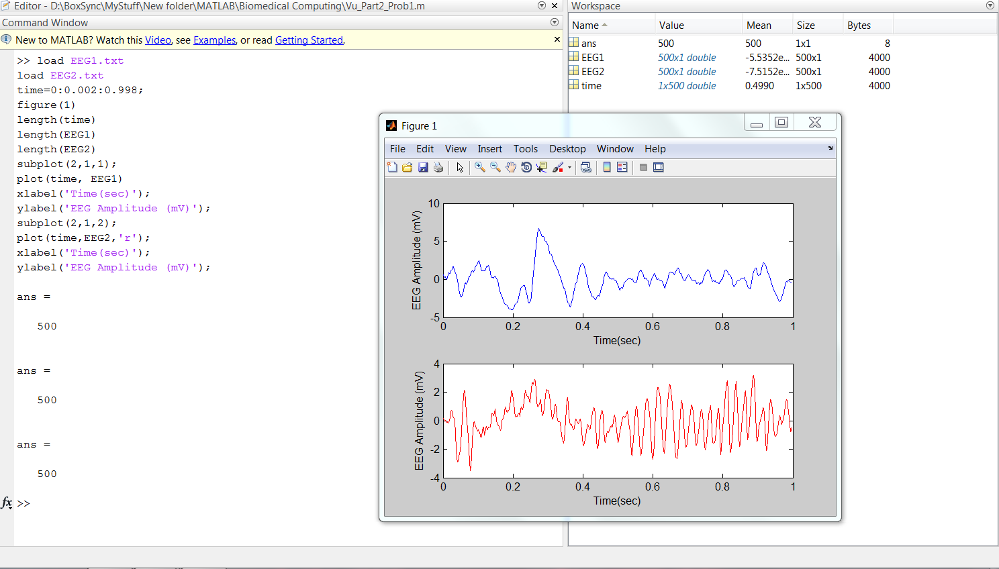 Editor - D:\BoxSync\MyStuff\New folder\MATLAB\Biomedical Computing\Vu_Part2_Prob1.m
Command Window
New to MATLAB? Watch this Video, see Examples, or read Getting Started.
>> load EEG1.txt
load EEG2.txt
time=0:0.002:0.998;
figure(1)
length(time)
length(EEG1)
length(EEG2)
subplot(2,1,1);
plot(time, EEG1)
xlabel('Time(sec)');
ylabel('EEG Amplitude (mV)');
subplot(2,1,2);
plot(time,EEG2,'r');
xlabel('Time(sec)');
ylabel('EEG Amplitude (mV)');
ans =
500
ans =
500
ans =
500
fx >>
Workspace
Name Value Mean Size Bytes
ans 500 500 1x1 8
EEG1 500x1 double -5.5352e... 500x1 4000
EEG2 500x1 double -7.5152e... 500x1 4000
time 1x500 double 0.4990 1x500 4000
Figure 1
File Edit View Insert Tools Desktop Window Help
EEG Amplitude (mV)
10
5
0
-5
0 0.2 0.4 0.6 0.8 1
Time(sec)
EEG Amplitude (mV)
4
2
0
-2
-4
0 0.2 0.4 0.6 0.8 1
Time(sec)